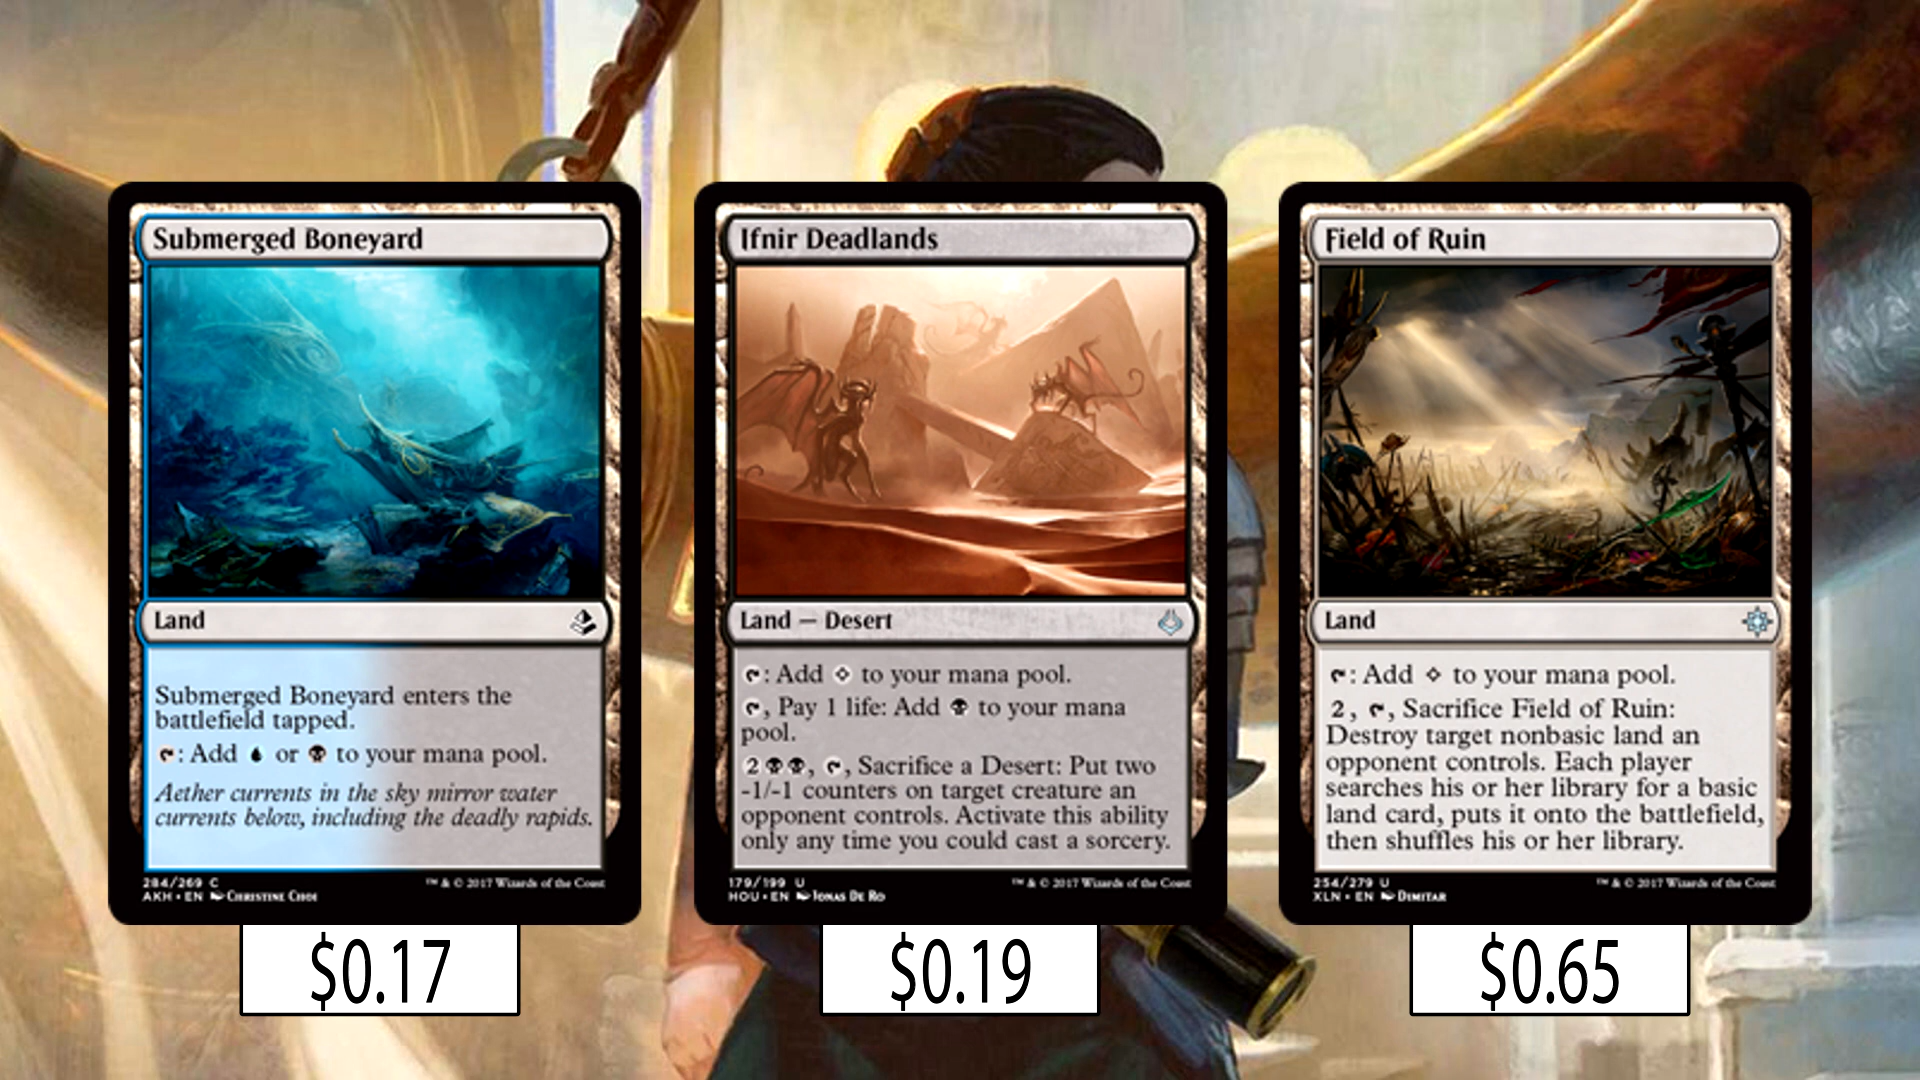 Submerged Boneyard
Land
Submerged Boneyard enters the
battlefield tapped.
: Add or to your mana pool.
Aether currents in the sky mirror water
currents below, including the deadly rapids.
284/269 C
AKH • EN Christine Choi
™ & © 2017 Wizards of the Coast
$0.17
Ifnir Deadlands
Land — Desert
: Add to your mana pool.
, Pay 1 life: Add to your mana
pool.
2 , , Sacrifice a Desert: Put two
-1/-1 counters on target creature an
opponent controls. Activate this ability
only any time you could cast a sorcery.
179/199 U
HOU • EN Jonas De Ro
™ & © 2017 Wizards of the Coast
$0.19
Field of Ruin
Land
: Add to your mana pool.
2, , Sacrifice Field of Ruin:
Destroy target nonbasic land an
opponent controls. Each player
searches his or her library for a basic
land card, puts it onto the battlefield,
then shuffles his or her library.
254/279 U
XLN • EN Dimitar
™ & © 2017 Wizards of the Coast
$0.65